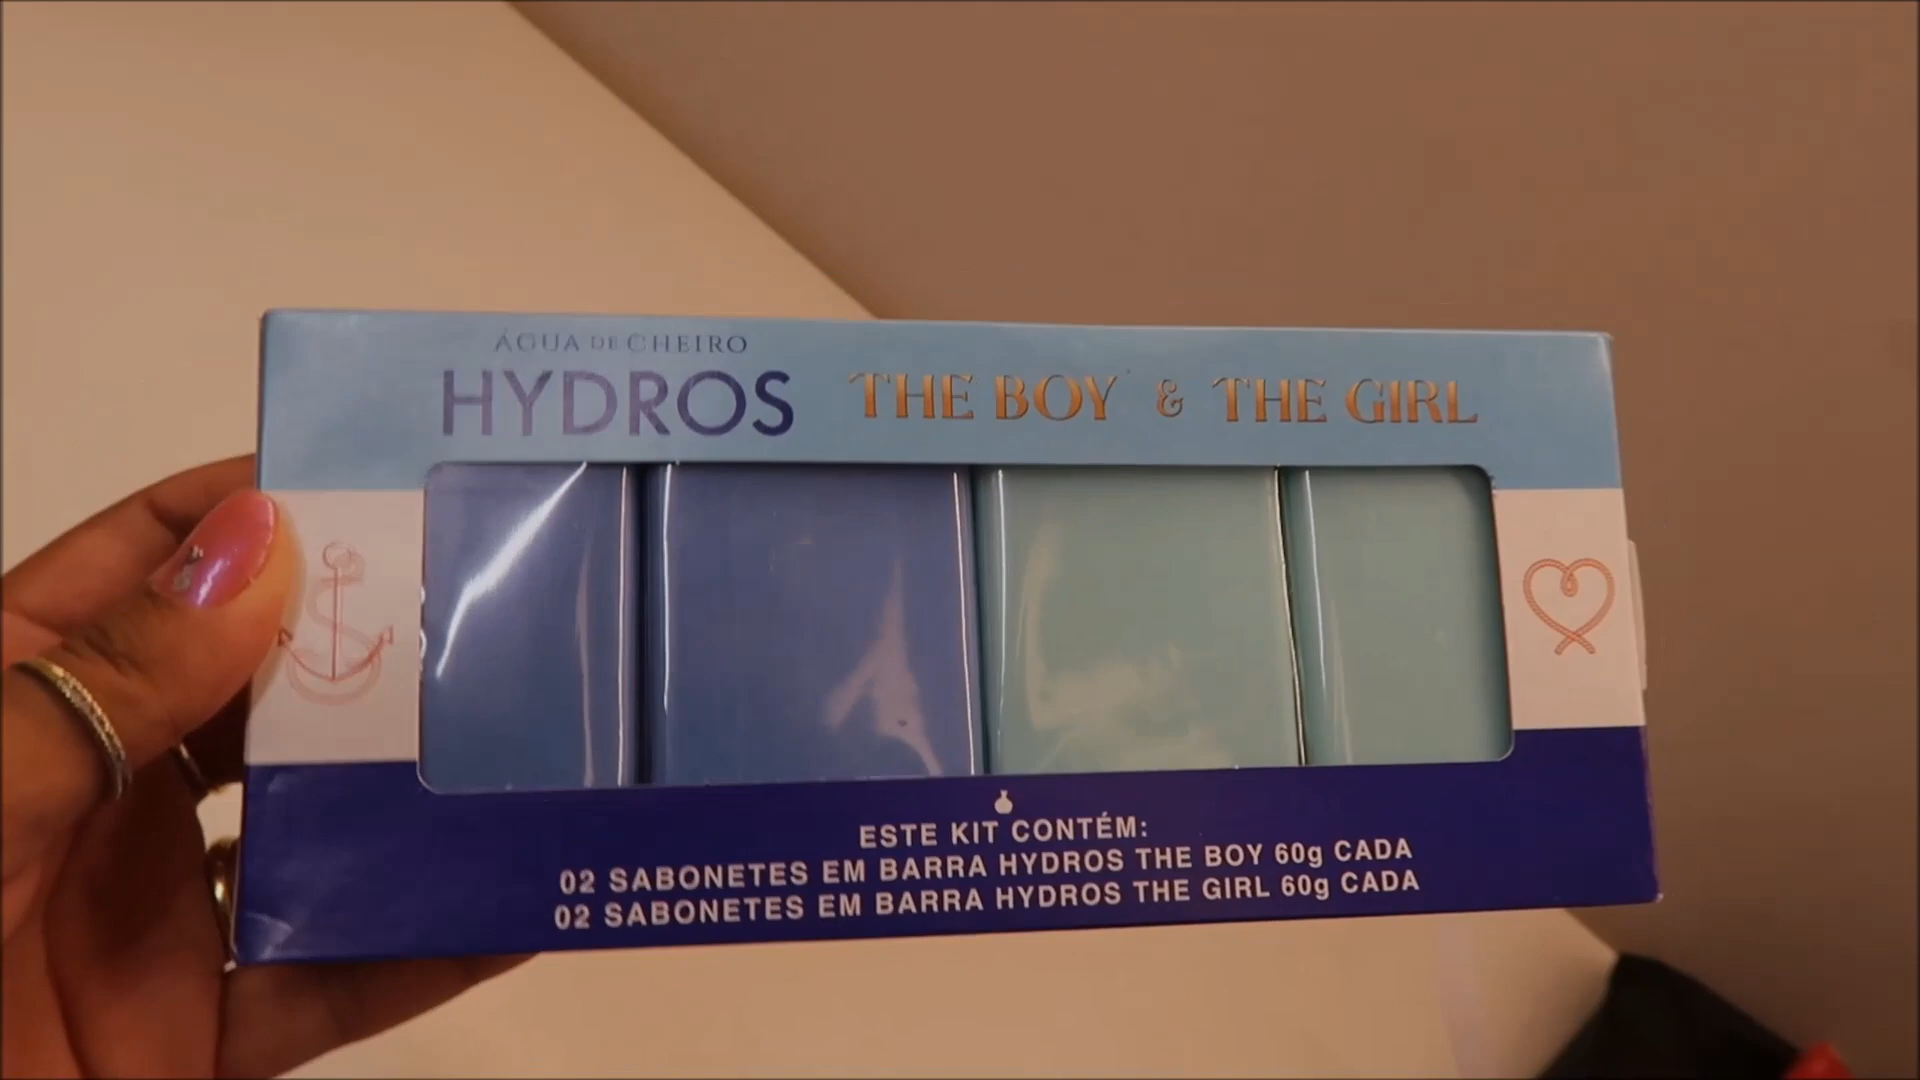 ÁGUA DE CHEIRO
HYDROS THE BOY & THE GIRL
ESTE KIT CONTÉM:
02 SABONETES EM BARRA HYDROS THE BOY 60g CADA
02 SABONETES EM BARRA HYDROS THE GIRL 60g CADA